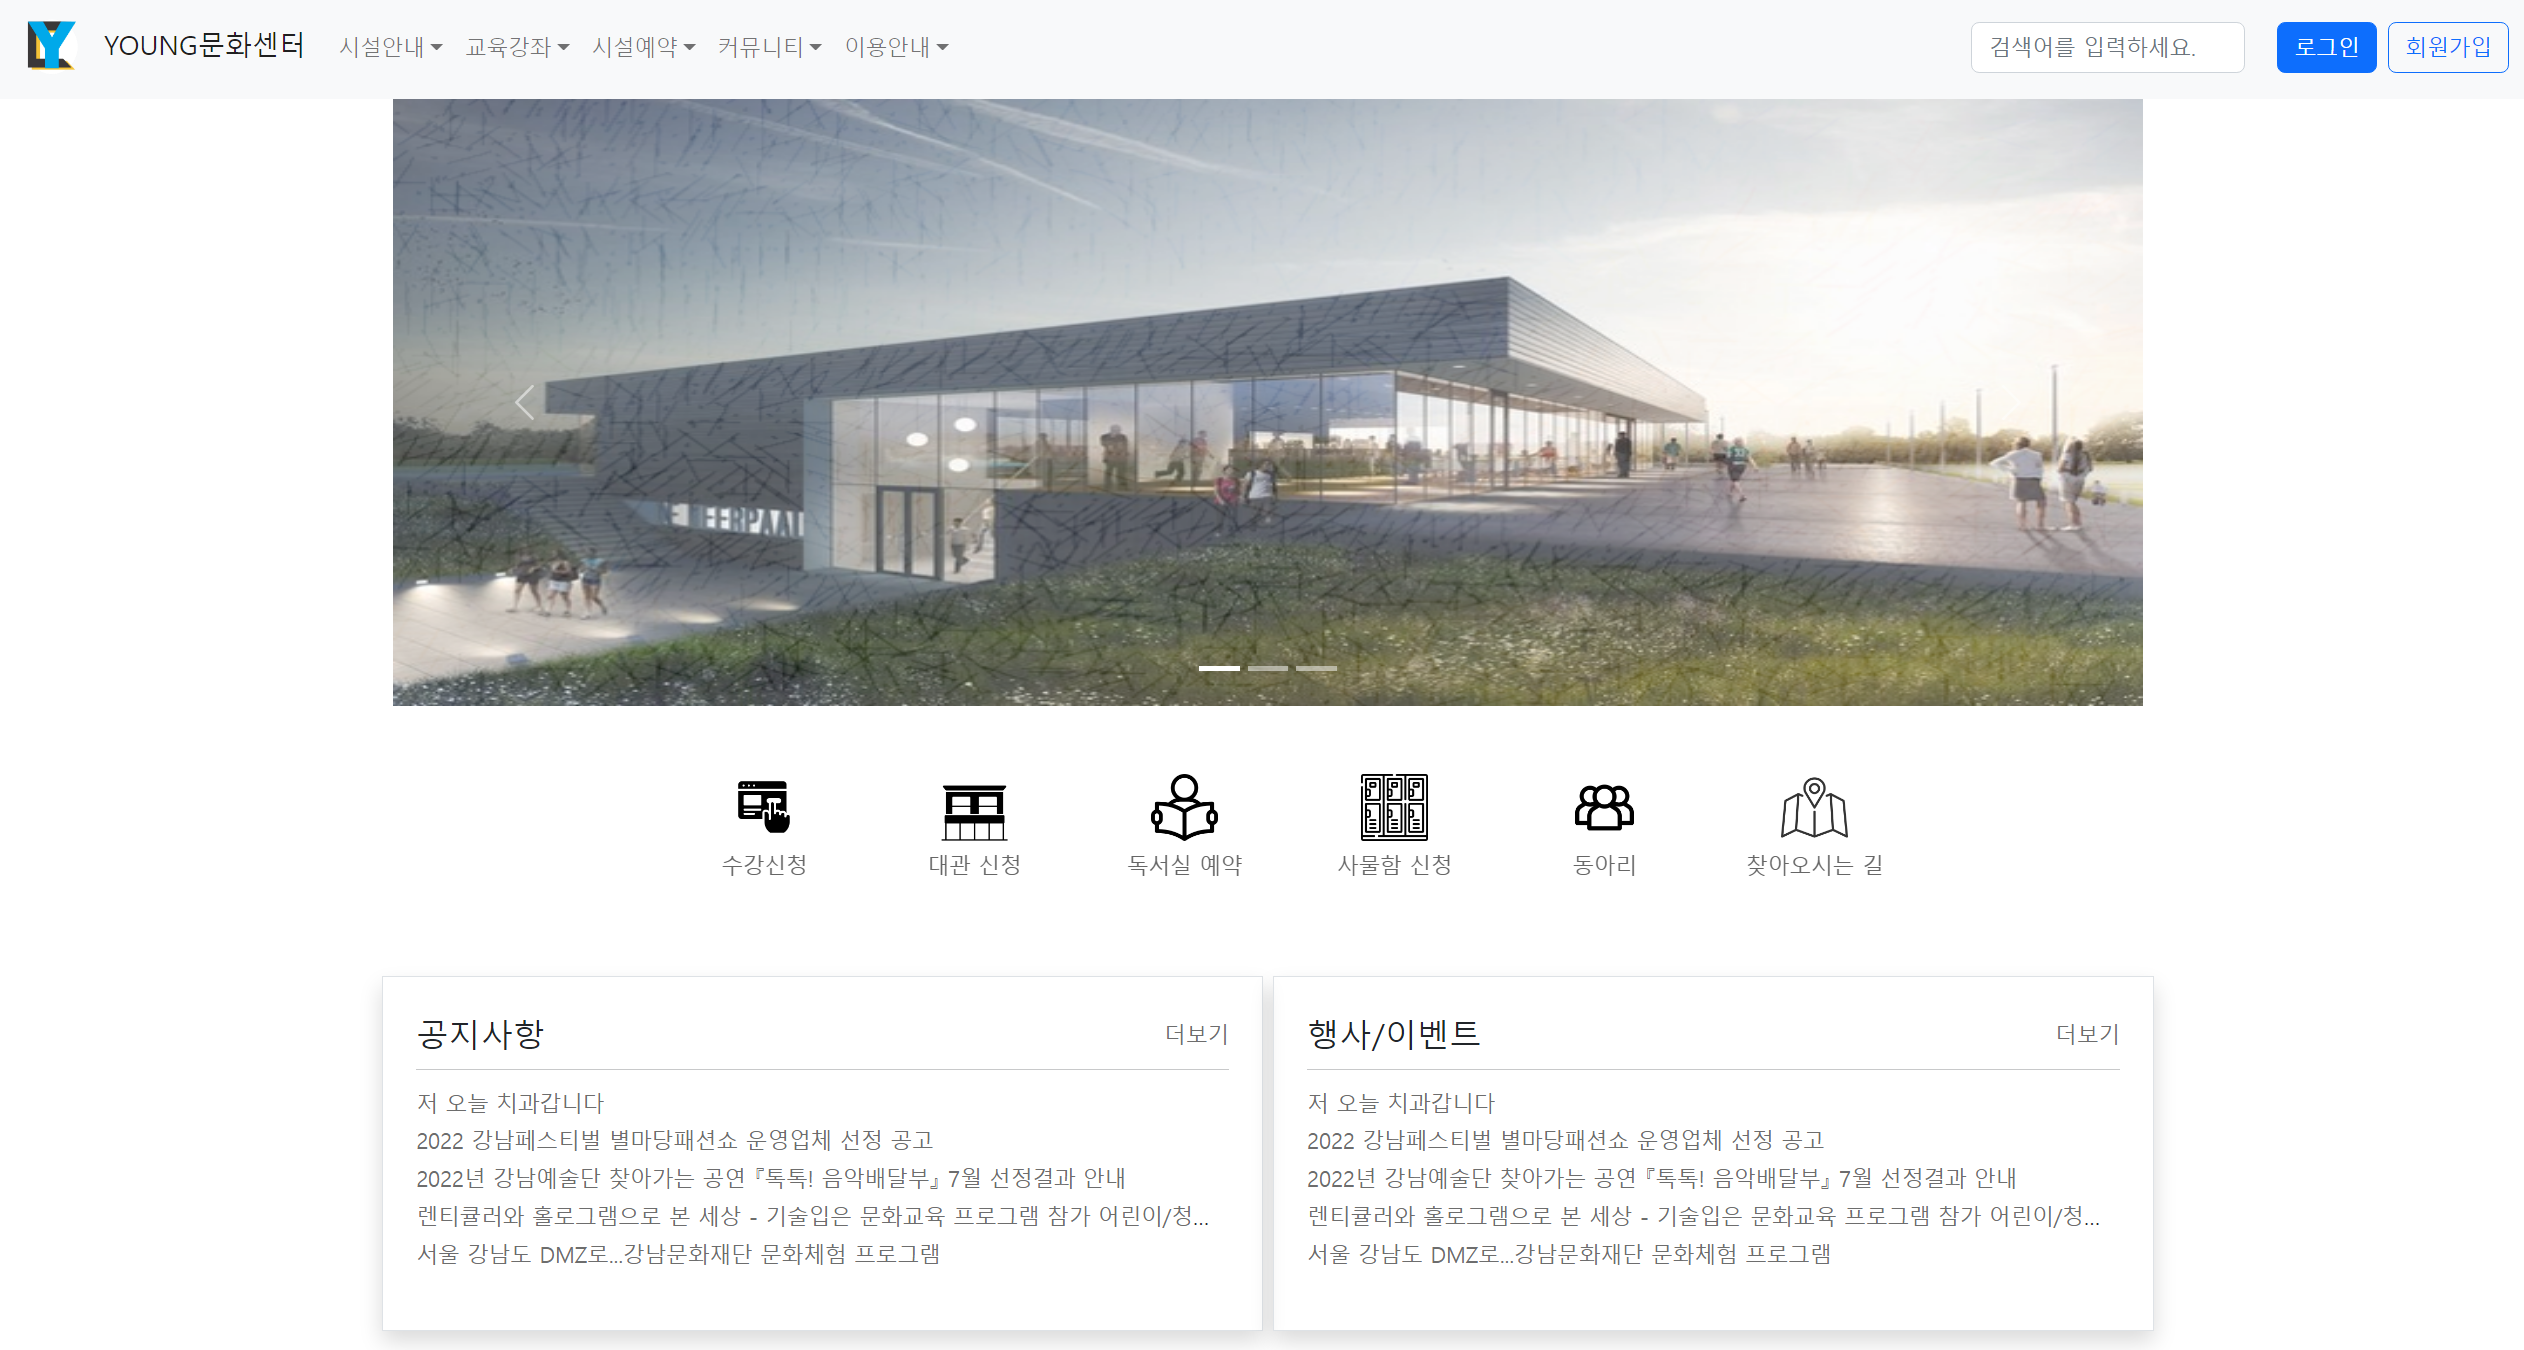 YOUNG문화센터 시설안내 교육강좌 시설예약 커뮤니티 이용안내 검색어를 입력하세요. 로그인 회원가입
수강신청 대관 신청 독서실 예약 사물함 신청 동아리 찾아오시는 길
공지사항 더보기
저 오늘 치과갑니다
2022 강남페스티벌 별마당패션쇼 운영업체 선정 공고
2022년 강남예술단 찾아가는 공연 『톡톡! 음악배달부』 7월 선정결과 안내
렌티큘러와 홀로그램으로 본 세상 - 기술입은 문화교육 프로그램 참가 어린이/청...
서울 강남도 DMZ로...강남문화재단 문화체험 프로그램
행사/이벤트 더보기
저 오늘 치과갑니다
2022 강남페스티벌 별마당패션쇼 운영업체 선정 공고
2022년 강남예술단 찾아가는 공연 『톡톡! 음악배달부』 7월 선정결과 안내
렌티큘러와 홀로그램으로 본 세상 - 기술입은 문화교육 프로그램 참가 어린이/청...
서울 강남도 DMZ로...강남문화재단 문화체험 프로그램